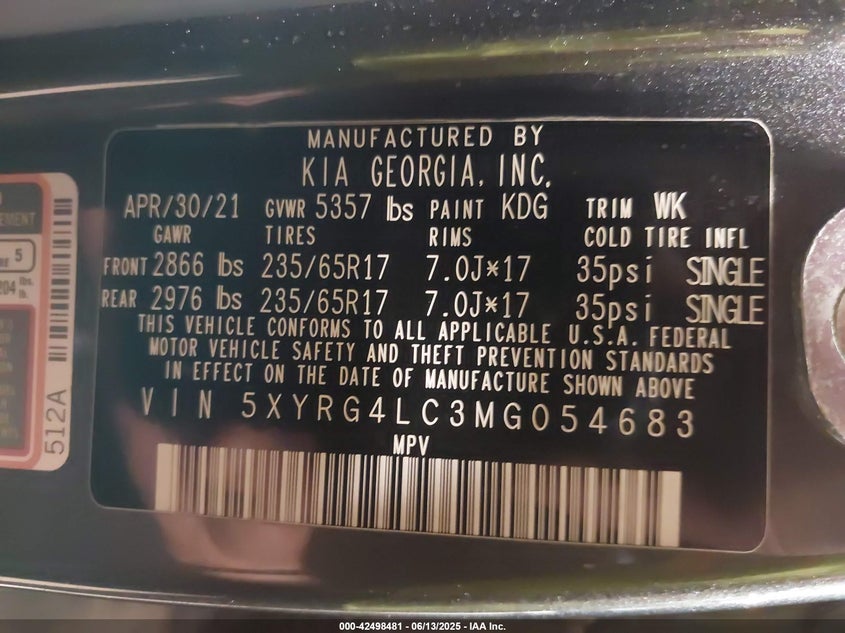 MANUFACTURED BY
KIA GEORGIA, INC.
APR/30/21 GVWR 5357 lbs PAINT KDG TRIM WK
GAWR TIRES RIMS COLD TIRE INFL
FRONT 2866 lbs 235/65R17 7.0J*17 35psi SINGLE
REAR 2976 lbs 235/65R17 7.0J*17 35psi SINGLE
THIS VEHICLE CONFORMS TO ALL APPLICABLE U.S.A. FEDERAL
MOTOR VEHICLE SAFETY AND THEFT PREVENTION STANDARDS
IN EFFECT ON THE DATE OF MANUFACTURE SHOWN ABOVE
VIN 5XYRG4LC3MG054683
MPV
5
204 lbs.
512A
000-42498481 - 06/13/2025 - IAA Inc.